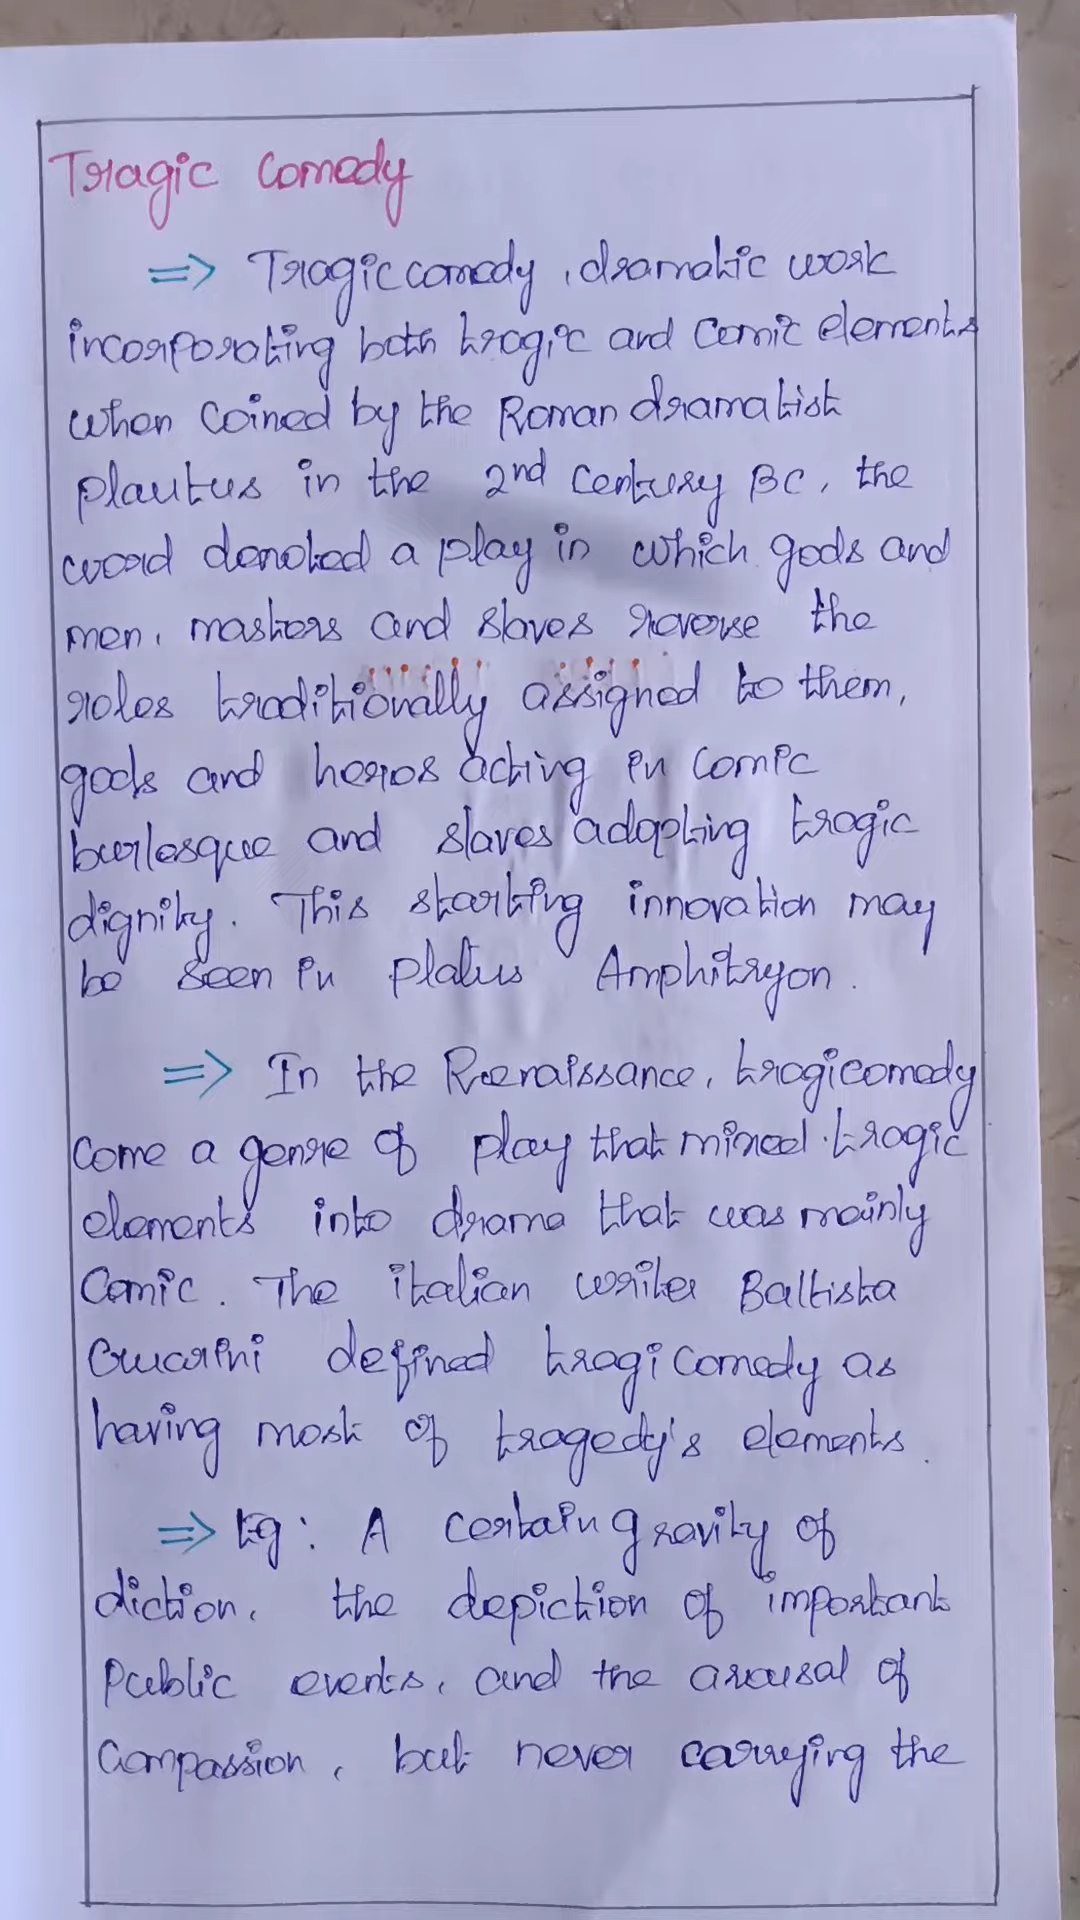 Tragic Comedy
=> Tragic comedy, dramatic work
incorporating both tragic and comic elements
when coined by the Roman dramatist
plautus in the 2nd century BC, the
word denoted a play in which gods and
men, masters and slaves reverse the
roles traditionally assigned to them,
gods and heros acting in comic
burlesque and slaves adapting tragic
dignity. This starting innovation may
be seen in platus Amphitryon.
=> In the Renaissance, tragicomedy
come a genre of play that mixed tragic
elements into drama that was mainly
comic. The italian writer Battista
Guarini defined tragicomedy as
having most of tragedy's elements.
=> Eg: A certain gravity of
diction, the depiction of important
public events, and the arousal of
compassion, but never carrying the